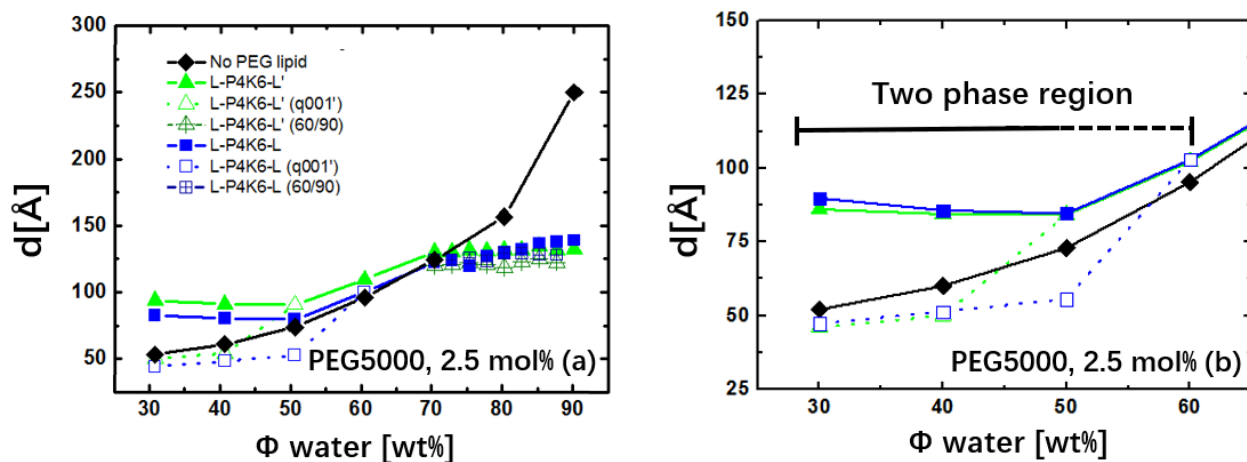 300
250
200
150
100
50
d[Å]
No PEG lipid
L-P4K6-L'
L-P4K6-L' (q001')
L-P4K6-L' (60/90)
L-P4K6-L
L-P4K6-L (q001')
L-P4K6-L (60/90)
PEG5000, 2.5 mol% (a)
30 40 50 60 70 80 90
Φ water [wt%]
150
125
100
75
50
25
d[Å]
Two phase region
PEG5000, 2.5 mol% (b)
30 40 50 60
Φ water [wt%]